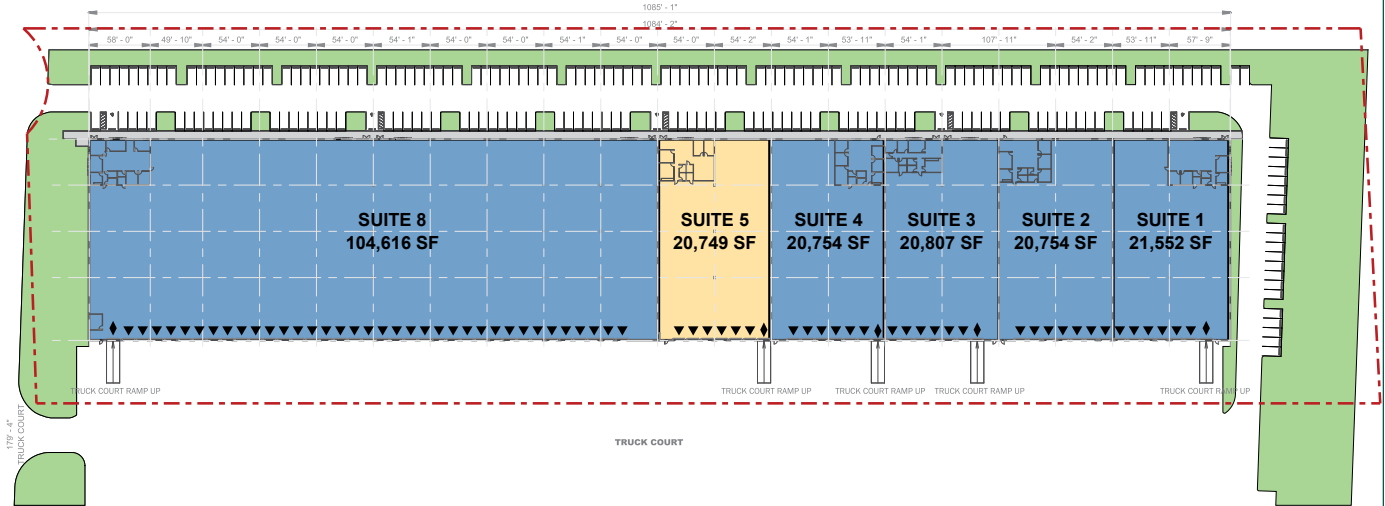 1085' - 1"
1084' - 2"
58' - 0" 49' - 10" 54' - 0" 54' - 0" 54' - 1" 54' - 0" 54' - 0" 54' - 0" 54' - 1" 54' - 0" 54' - 0" 54' - 2" 54' - 1" 53' - 11" 54' - 1" 107' - 11" 54' - 2" 53' - 11" 57' - 9"
SUITE 8
104,616 SF
SUITE 5
20,749 SF
SUITE 4
20,754 SF
SUITE 3
20,807 SF
SUITE 2
20,754 SF
SUITE 1
21,552 SF
TRUCK COURT RAMP UP
TRUCK COURT RAMP UP
TRUCK COURT RAMP UP
TRUCK COURT RAMP UP
TRUCK COURT RAMP UP
179' - 4"
TRUCK COURT
TRUCK COURT